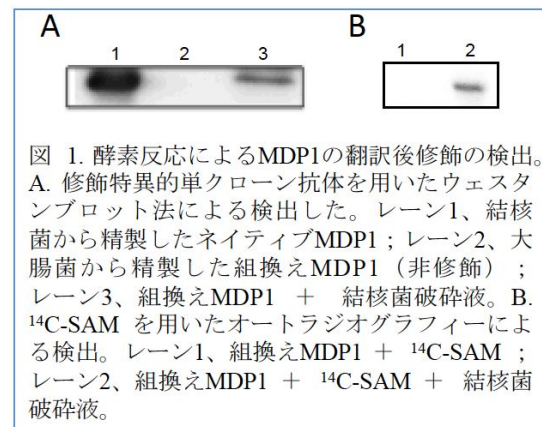 A B
1 2 3 1 2
図 1. 酵素反応によるMDP1の翻訳後修飾の検出。
A. 修飾特異的単クローン抗体を用いたウェスタ
ンブロット法による検出した。レーン1、結核
菌から精製したネイティブMDP1；レーン2、大
腸菌から精製した組換えMDP1（非修飾）；
レーン3、組換えMDP1 + 結核菌破砕液。B.
¹⁴C-SAM を用いたオートラジオグラフィーによ
る検出。レーン1、組換えMDP1 + ¹⁴C-SAM；
レーン2、組換えMDP1 + ¹⁴C-SAM + 結核菌
破砕液。